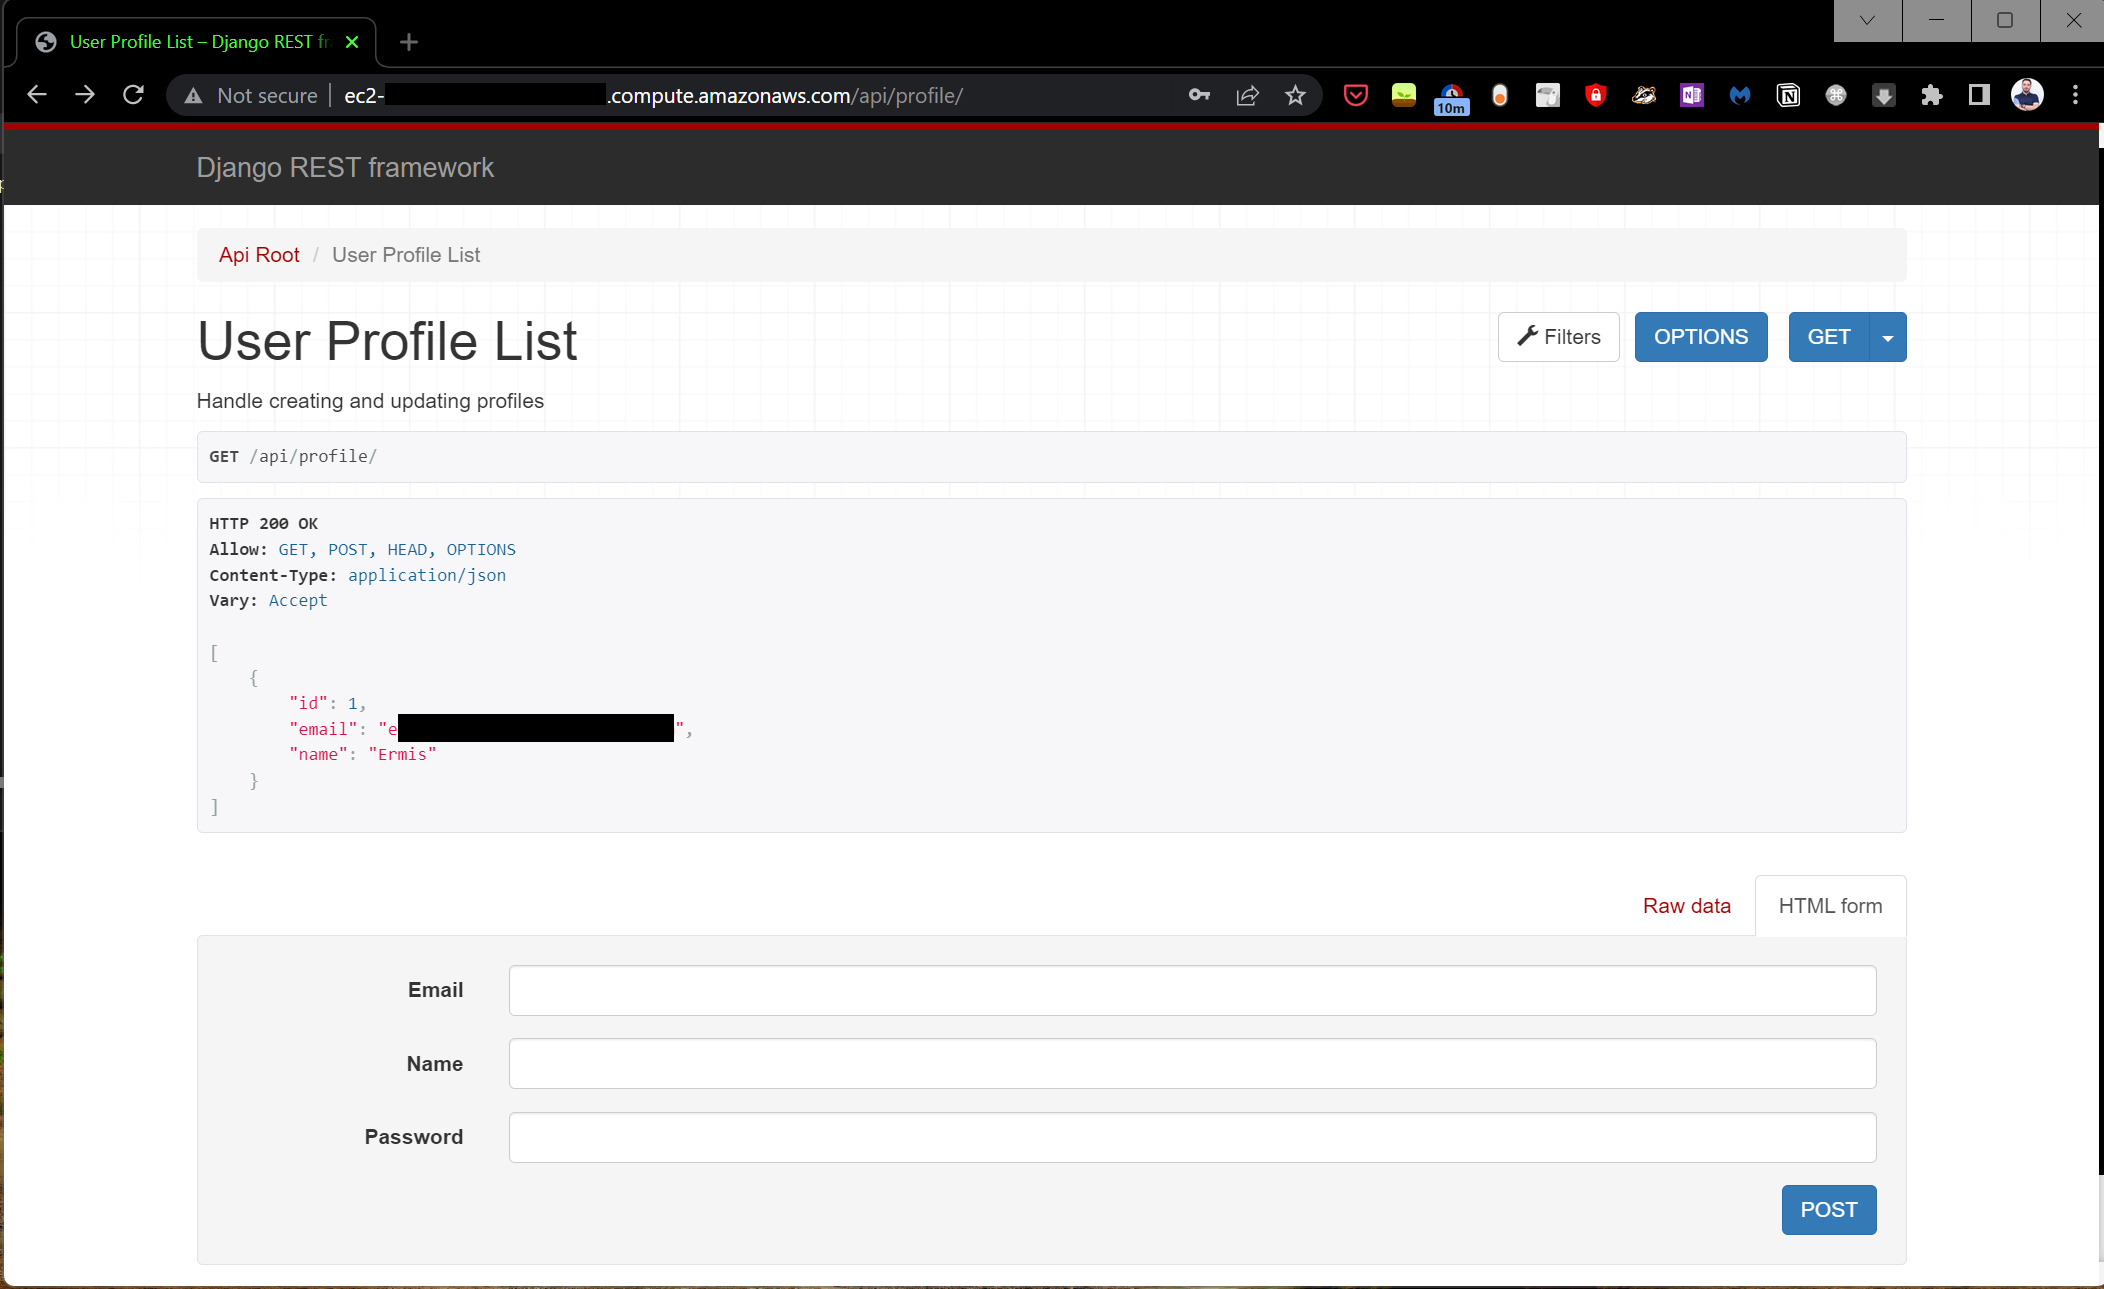 User Profile List – Django REST fr
Not secure
ec2-
.compute.amazonaws.com/api/profile/
10m
Django REST framework
Api Root / User Profile List
User Profile List
Filters
OPTIONS
GET
Handle creating and updating profiles
GET /api/profile/
HTTP 200 OK
Allow: GET, POST, HEAD, OPTIONS
Content-Type: application/json
Vary: Accept
[
{
"id": 1,
"email": "e",
"name": "Ermis"
}
]
Raw data
HTML form
Email
Name
Password
POST